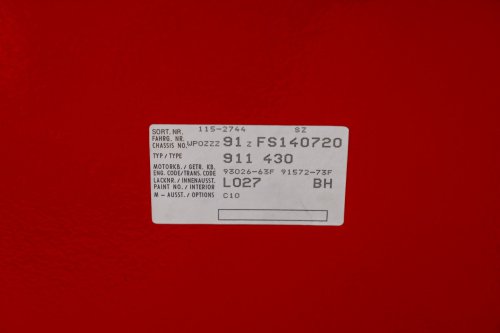 SORT. NR. 115-2744 SZ
FAHRG. NR.
CHASSIS NO. WPOZZZ 91 Z FS140720
TYP / TYPE 911 430
MOTORKB. / GETR. KB.
ENG. CODE/TRANS. CODE 93026-63F 91572-73F
LACKNR. / INNENAUSST.
PAINT NO. / INTERIOR L027 BH
M - AUSST. / OPTIONS C10